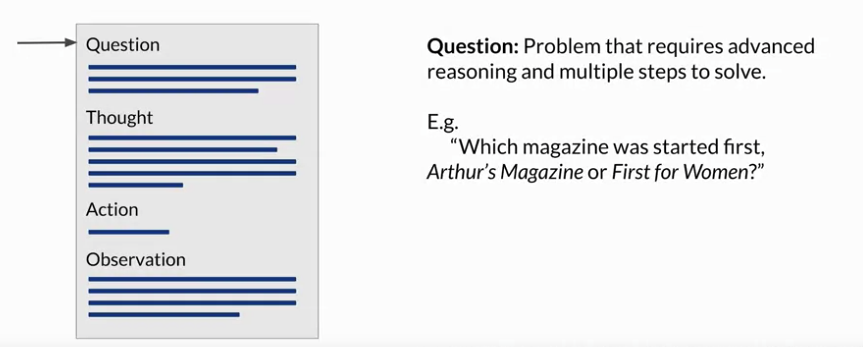 Question
Thought
Action
Observation
Question: Problem that requires advanced
reasoning and multiple steps to solve.
E.g.
“Which magazine was started first,
Arthur’s Magazine or First for Women?”